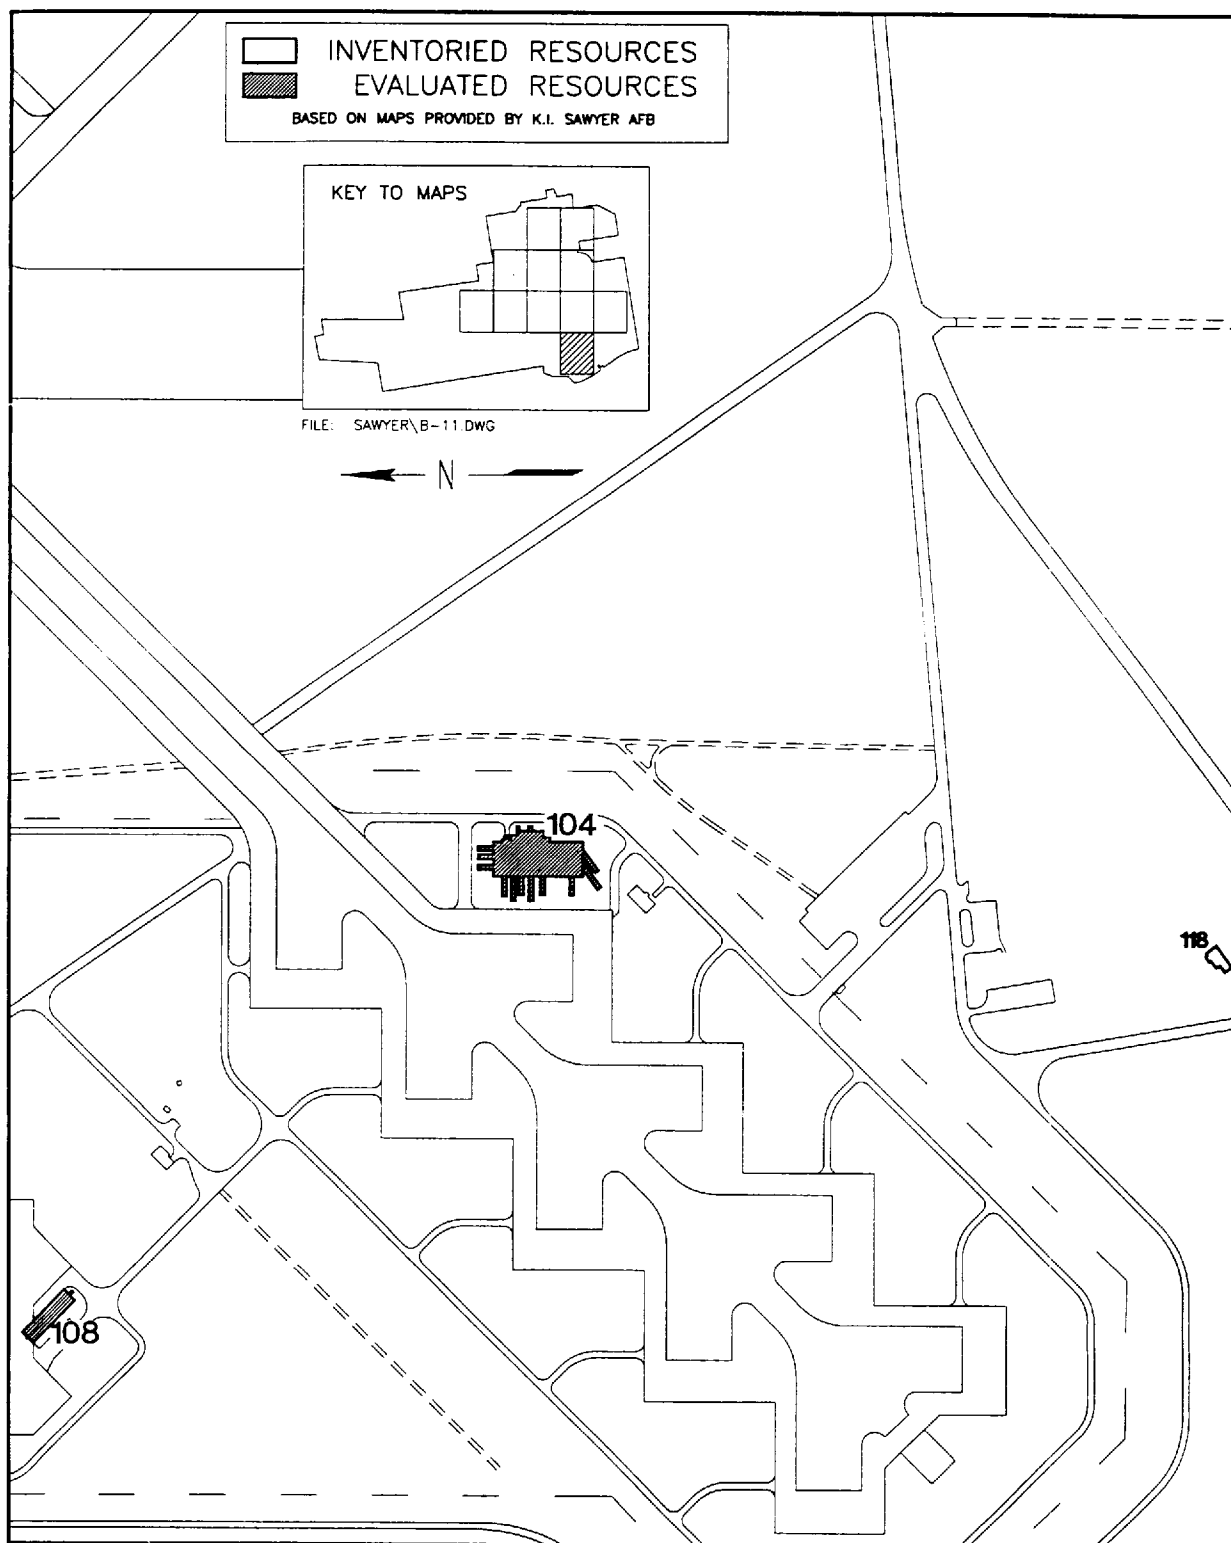 INVENTORIED RESOURCES
EVALUATED RESOURCES
BASED ON MAPS PROVIDED BY K.I. SAWYER AFB
KEY TO MAPS
FILE: SAWYER\B-11.DWG
N
104
118
108